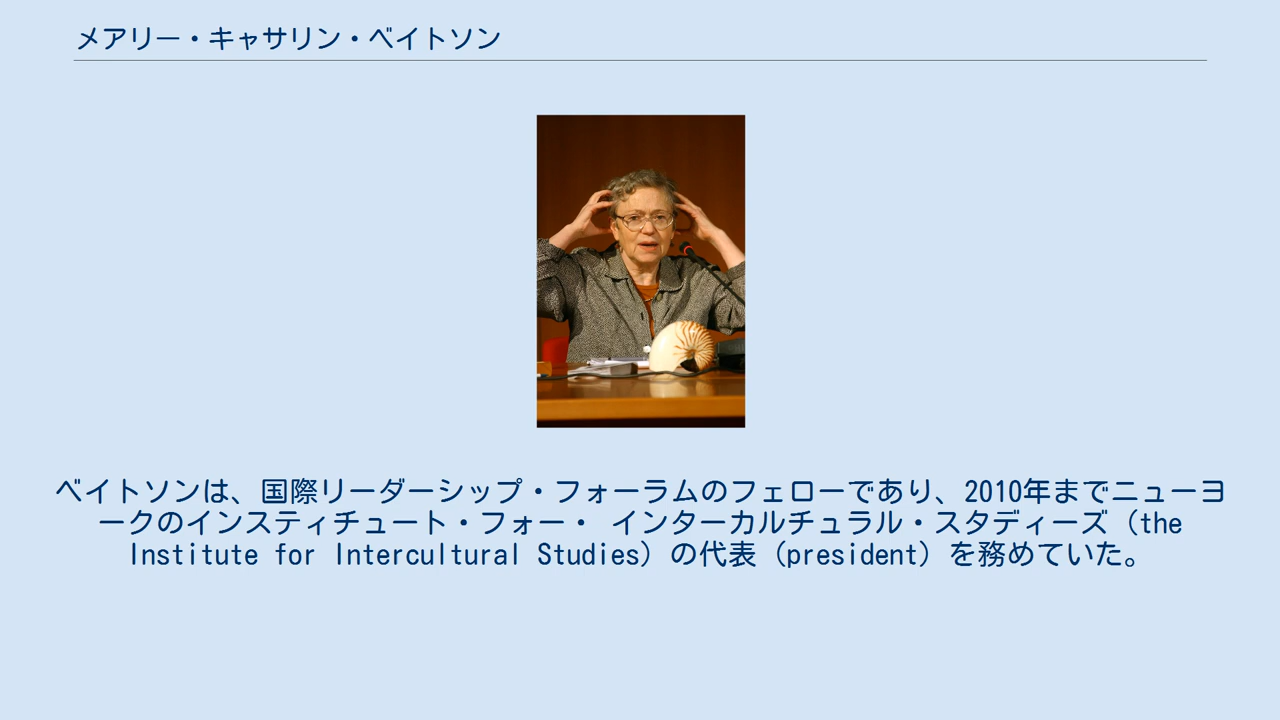 メアリー・キャサリン・ベイトソン
ベイトソンは、国際リーダーシップ・フォーラムのフェローであり、2010年までニューヨ
ークのインスティチュート・フォー・ インターカルチュラル・スタディーズ（the
Institute for Intercultural Studies）の代表（president）を務めていた。